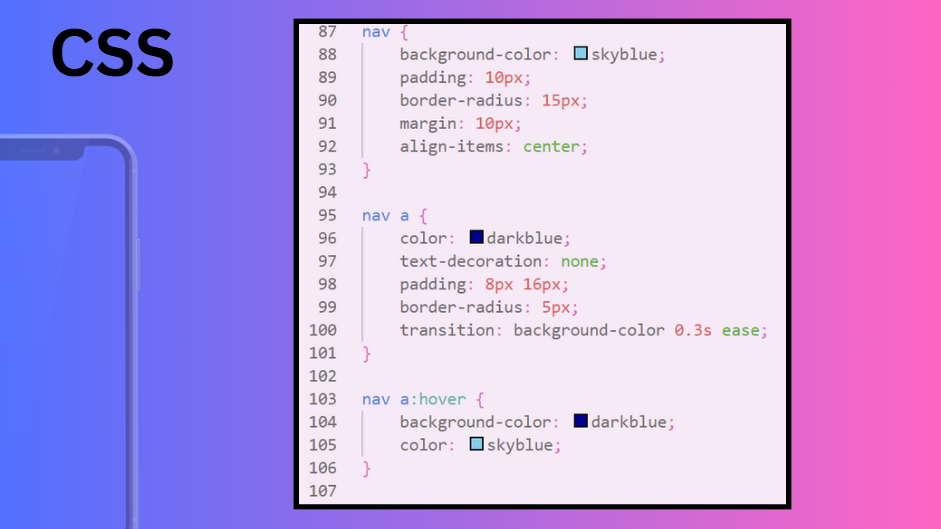 CSS
87 nav {
88 background-color: skyblue;
89 padding: 10px;
90 border-radius: 15px;
91 margin: 10px;
92 align-items: center;
93 }
94
95 nav a {
96 color: darkblue;
97 text-decoration: none;
98 padding: 8px 16px;
99 border-radius: 5px;
100 transition: background-color 0.3s ease;
101 }
102
103 nav a:hover {
104 background-color: darkblue;
105 color: skyblue;
106 }
107